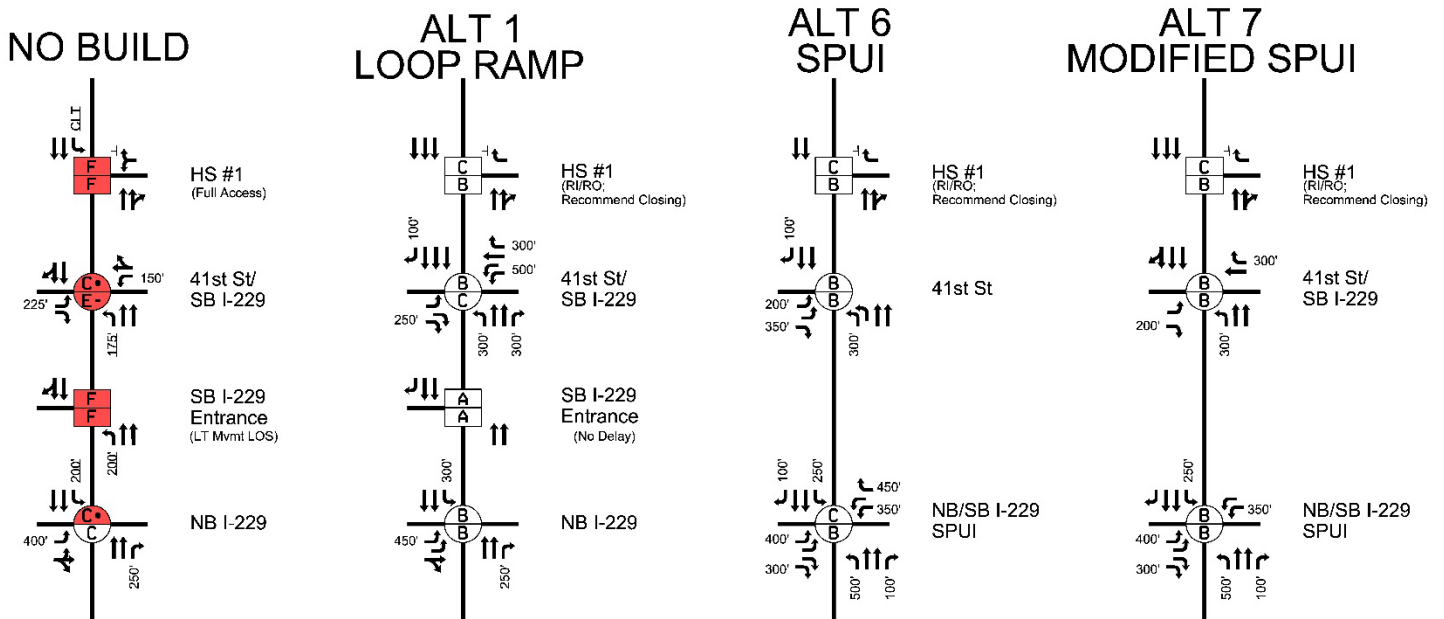 NO BUILD
CLT
F
F
HS #1
(Full Access)
C•
E-
150'
225'
175'
41st St/
SB I-229
F
F
SB I-229
Entrance
(LT Mvmt LOS)
200'
200'
C•
C
400'
250'
NB I-229
ALT 1
LOOP RAMP
C
B
HS #1
(RI/RO;
Recommend Closing)
100'
300'
500'
B
C
250'
300'
300'
41st St/
SB I-229
A
A
SB I-229
Entrance
(No Delay)
300'
B
B
450'
250'
NB I-229
ALT 6
SPUI
C
B
HS #1
(RI/RO;
Recommend Closing)
100'
B
B
200'
350'
300'
41st St
100'
250'
450'
350'
C
B
400'
300'
500'
100'
NB/SB I-229
SPUI
ALT 7
MODIFIED SPUI
C
B
HS #1
(RI/RO;
Recommend Closing)
300'
B
B
200'
300'
41st St/
SB I-229
250'
350'
B
B
400'
300'
500'
100'
NB/SB I-229
SPUI